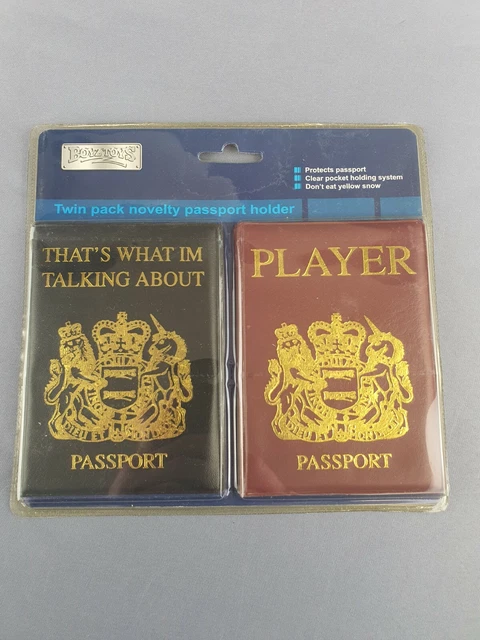 BOYZ TOYS
Protects passport
Clear pocket holding system
Don't eat yellow snow
Twin pack novelty passport holder
THAT'S WHAT IM
TALKING ABOUT
PASSPORT
PLAYER
PASSPORT